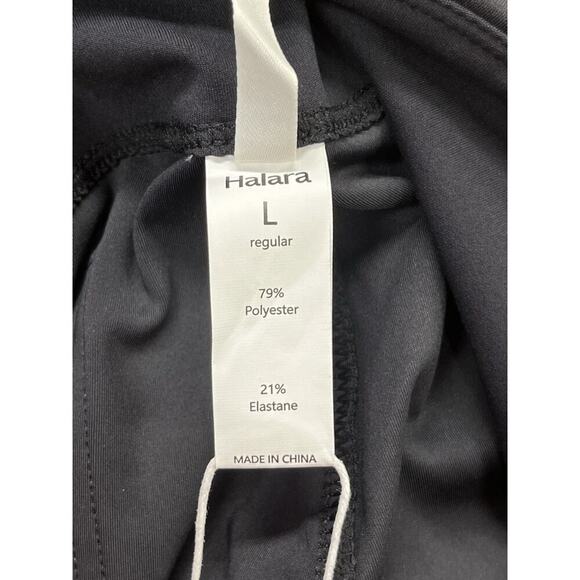 Halara
L
regular
79%
Polyester
21%
Elastane
MADE IN CHINA